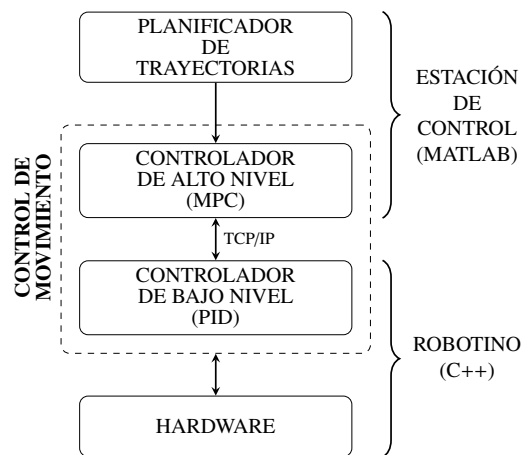 PLANIFICADOR
DE
TRAYECTORIAS
ESTACIÓN
DE
CONTROL
(MATLAB)
CONTROL DE
MOVIMIENTO
CONTROLADOR
DE ALTO NIVEL
(MPC)
TCP/IP
CONTROLADOR
DE BAJO NIVEL
(PID)
ROBOTINO
(C++)
HARDWARE